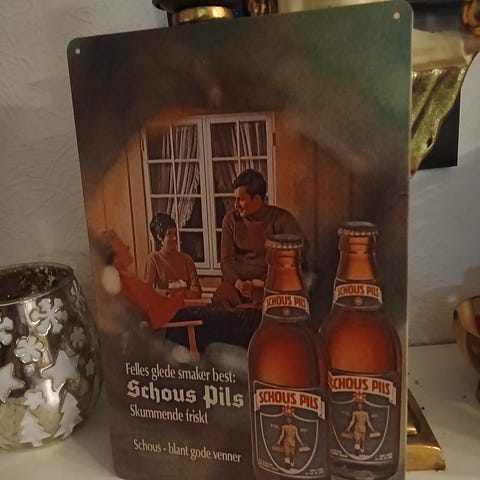 Felles glede smaker best:
Schous Pils
Skummende friskt
Schous - blant gode venner
SCHOUS PILS
SCHOUS PILS
SCHOUS PILS
SCHOUS PILS